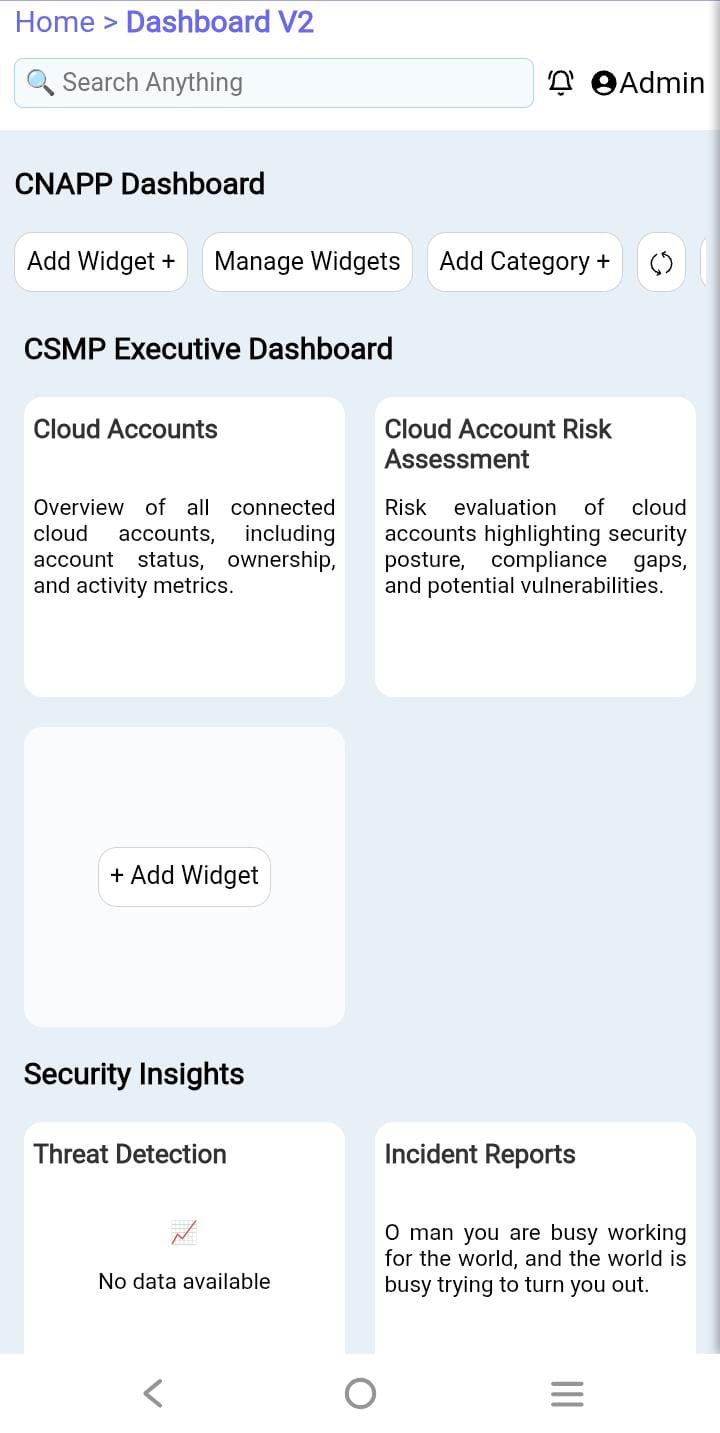 Home > Dashboard V2
Search Anything
Admin
CNAPP Dashboard
Add Widget + Manage Widgets Add Category +
CSMP Executive Dashboard
Cloud Accounts
Overview of all connected
cloud accounts, including
account status, ownership,
and activity metrics.
Cloud Account Risk
Assessment
Risk evaluation of cloud
accounts highlighting security
posture, compliance gaps,
and potential vulnerabilities.
+ Add Widget
Security Insights
Threat Detection
No data available
Incident Reports
O man you are busy working
for the world, and the world is
busy trying to turn you out.